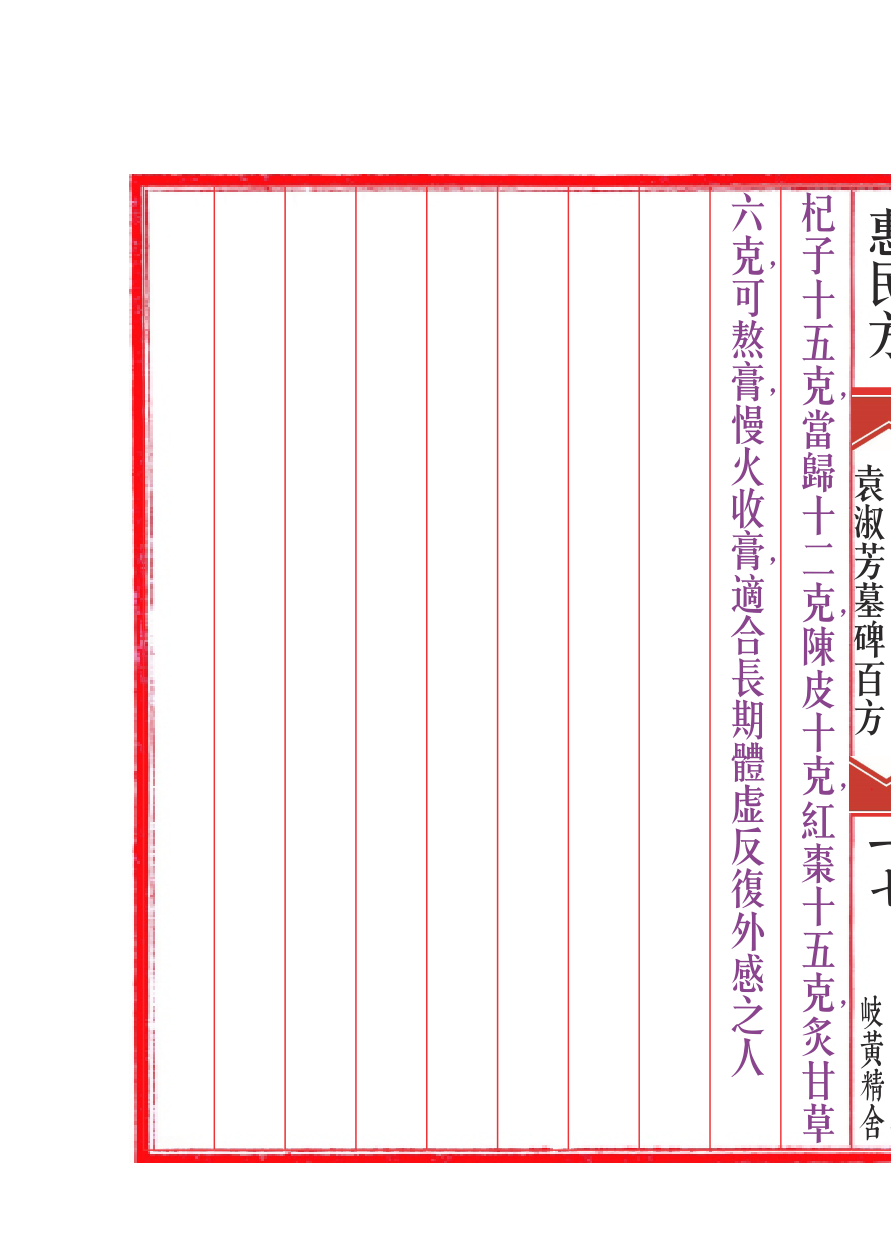 惠民方
袁淑芳墓碑百方
一七
岐黃精舍
杞子十五克，當歸十二克，陳皮十克，紅棗十五克，炙甘草
六克，可熬膏，慢火收膏，適合長期體虛反復外感之人